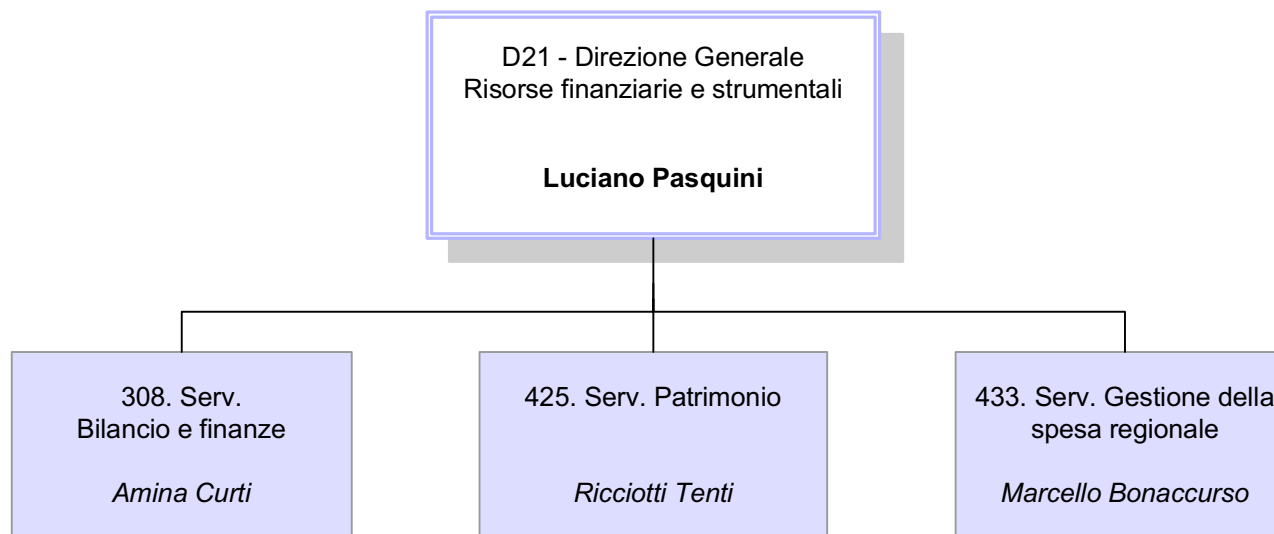 D21 - Direzione Generale
Risorse finanziarie e strumentali
Luciano Pasquini
308. Serv.
Bilancio e finanze
Amina Curti
425. Serv. Patrimonio
Ricciotti Tenti
433. Serv. Gestione della
spesa regionale
Marcello Bonaccurso